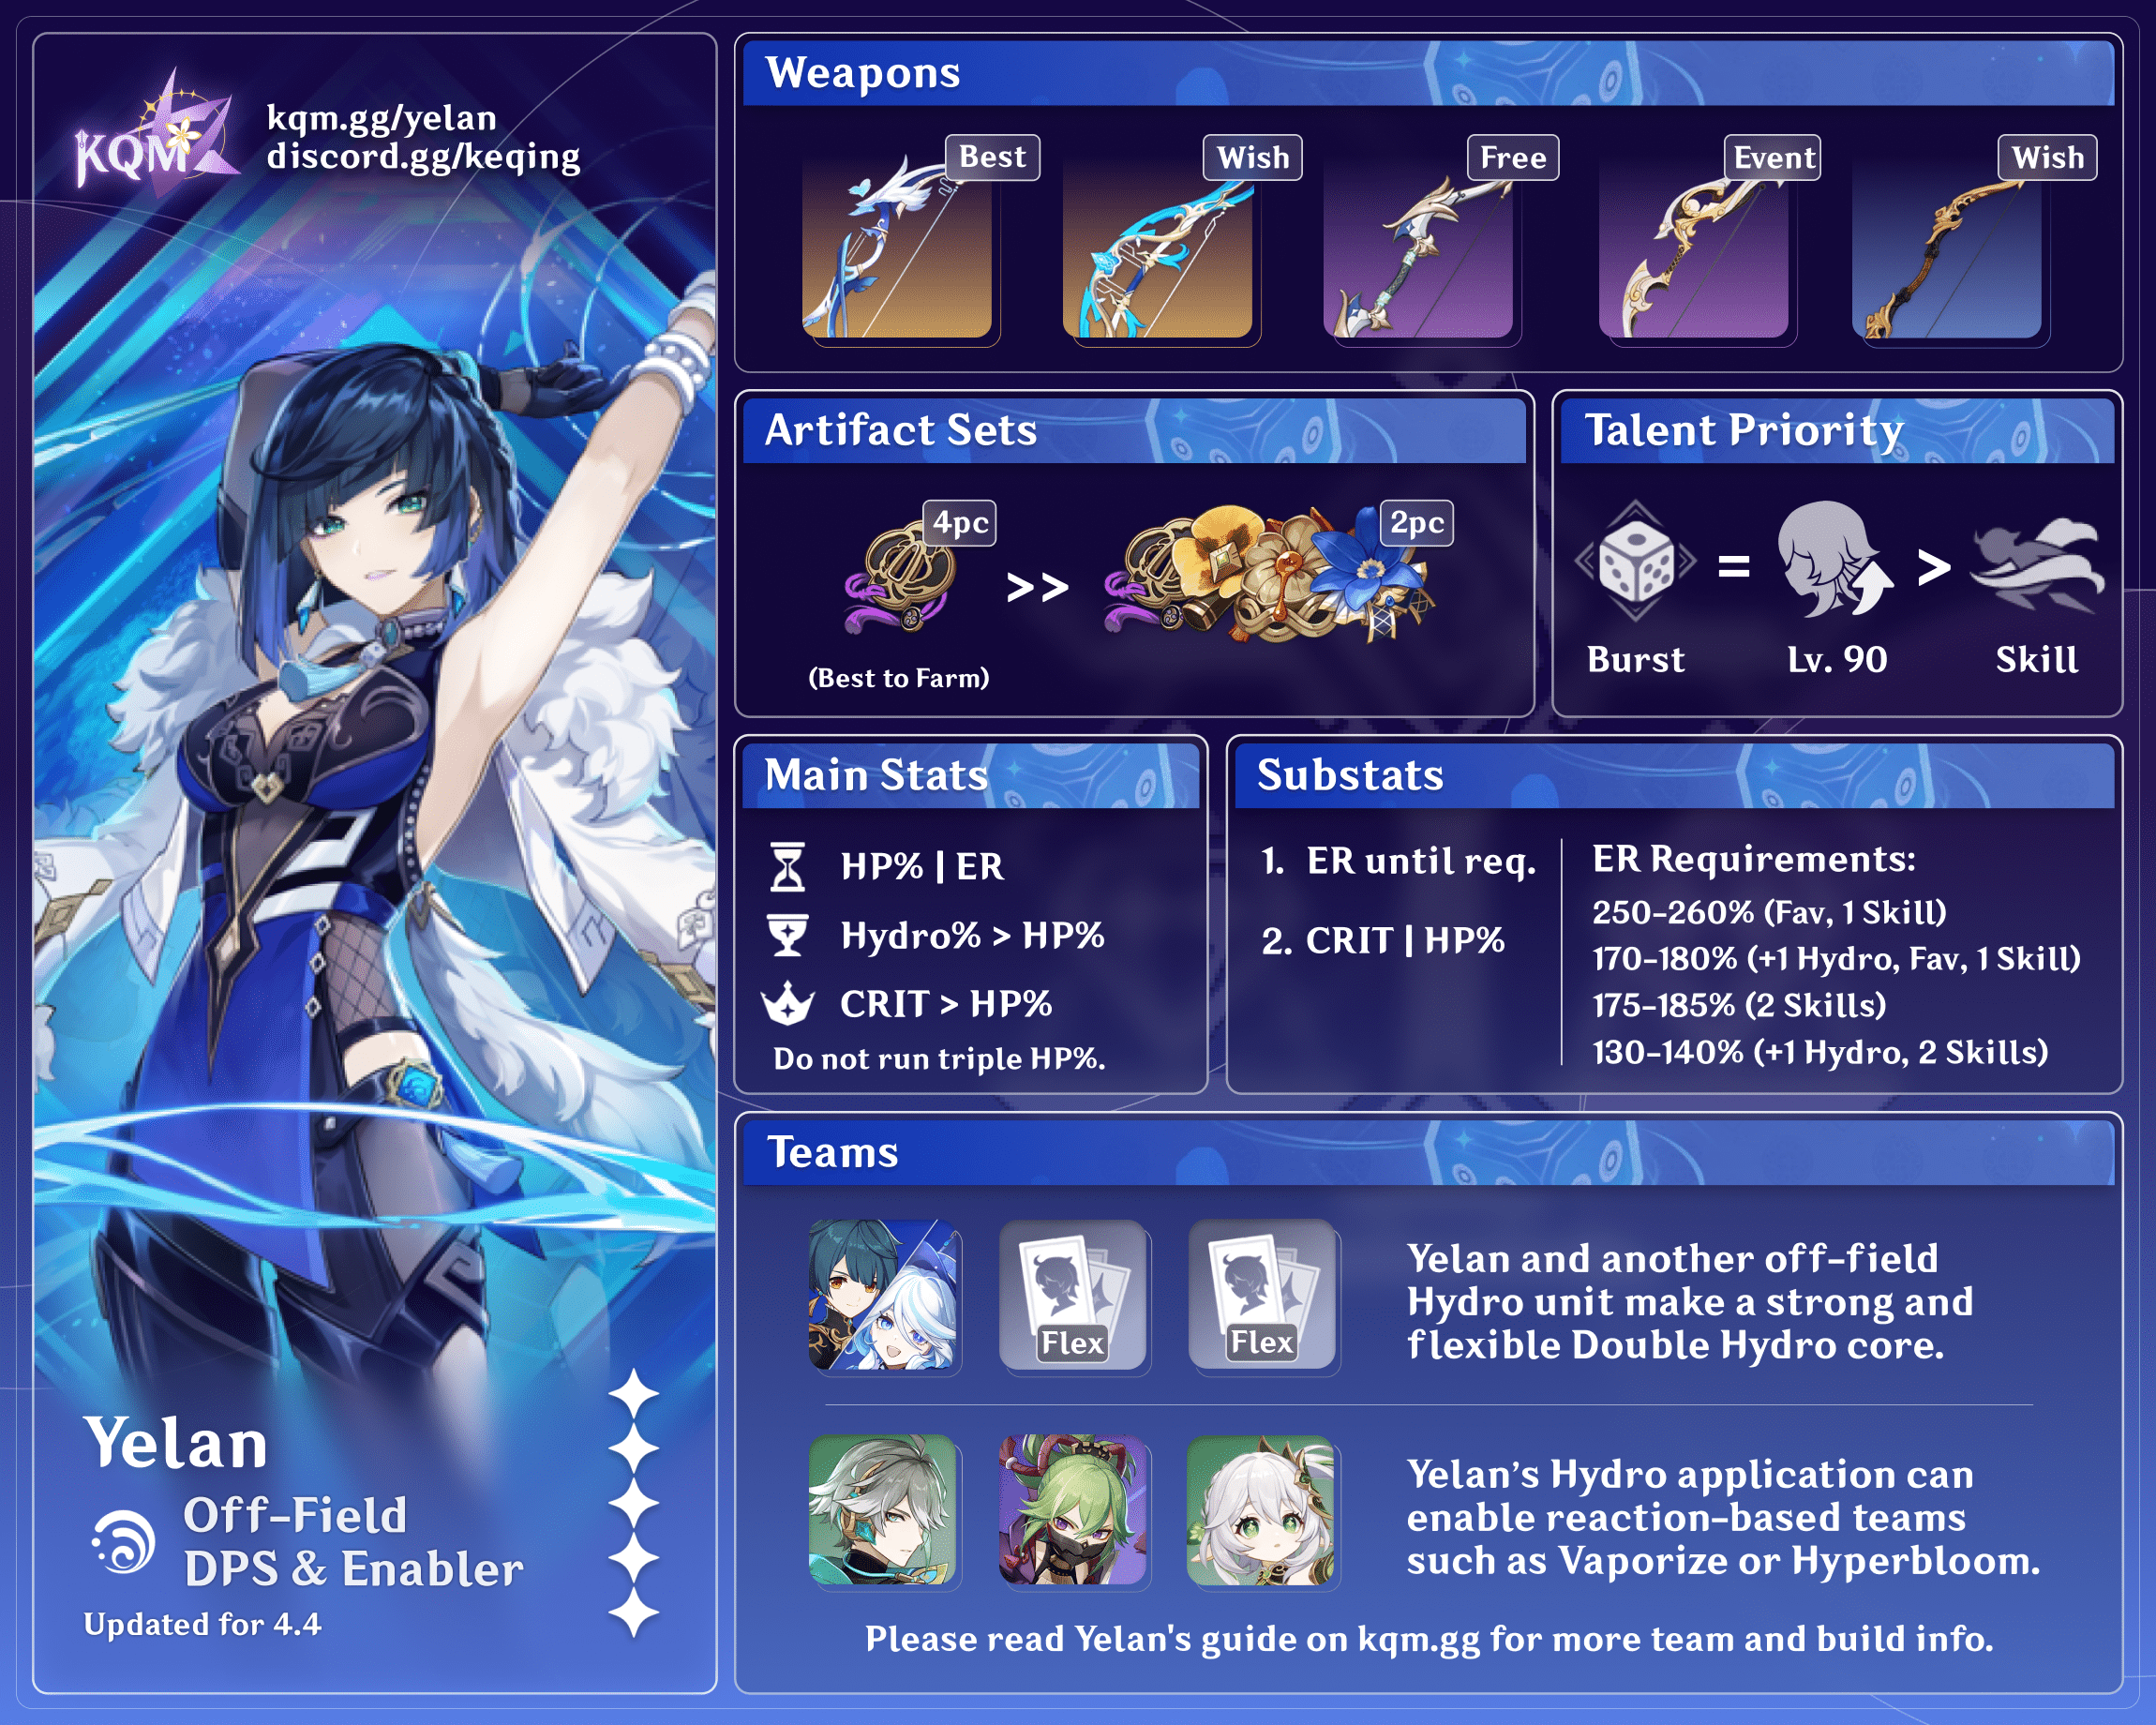 KQM
kqm.gg/yelan
discord.gg/keqing
Yelan
Off-Field
DPS & Enabler
Updated for 4.4
Weapons
Best
Wish
Free
Event
Wish
Artifact Sets
4pc
>>
2pc
(Best to Farm)
Talent Priority
=
>
Burst
Lv. 90
Skill
Main Stats
HP% | ER
Hydro% > HP%
CRIT > HP%
Do not run triple HP%.
Substats
1. ER until req.
2. CRIT | HP%
ER Requirements:
250-260% (Fav, 1 Skill)
170-180% (+1 Hydro, Fav, 1 Skill)
175-185% (2 Skills)
130-140% (+1 Hydro, 2 Skills)
Teams
Flex
Flex
Yelan and another off-field
Hydro unit make a strong and
flexible Double Hydro core.
Yelan’s Hydro application can
enable reaction-based teams
such as Vaporize or Hyperbloom.
Please read Yelan's guide on kqm.gg for more team and build info.